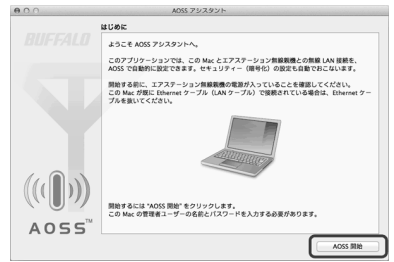 AOSS アシスタント
はじめに
BUFFALO
ようこそ AOSS アシスタントへ。
このアプリケーションでは、この Mac とエアステーション無線親機との無線 LAN 接続を、
AOSS で自動的に設定できます。セキュリティー（暗号化）の設定も自動でおこないます。
開始する前に、エアステーション無線親機の電源が入っていることを確認してください。
この Mac が既に Ethernet ケーブル（LAN ケーブル）で接続されている場合は、Ethernet ケー
ブルを抜いてください。
開始するには "AOSS 開始" をクリックします。
この Mac の管理者ユーザーの名前とパスワードを入力する必要があります。
AOSS™
AOSS 開始